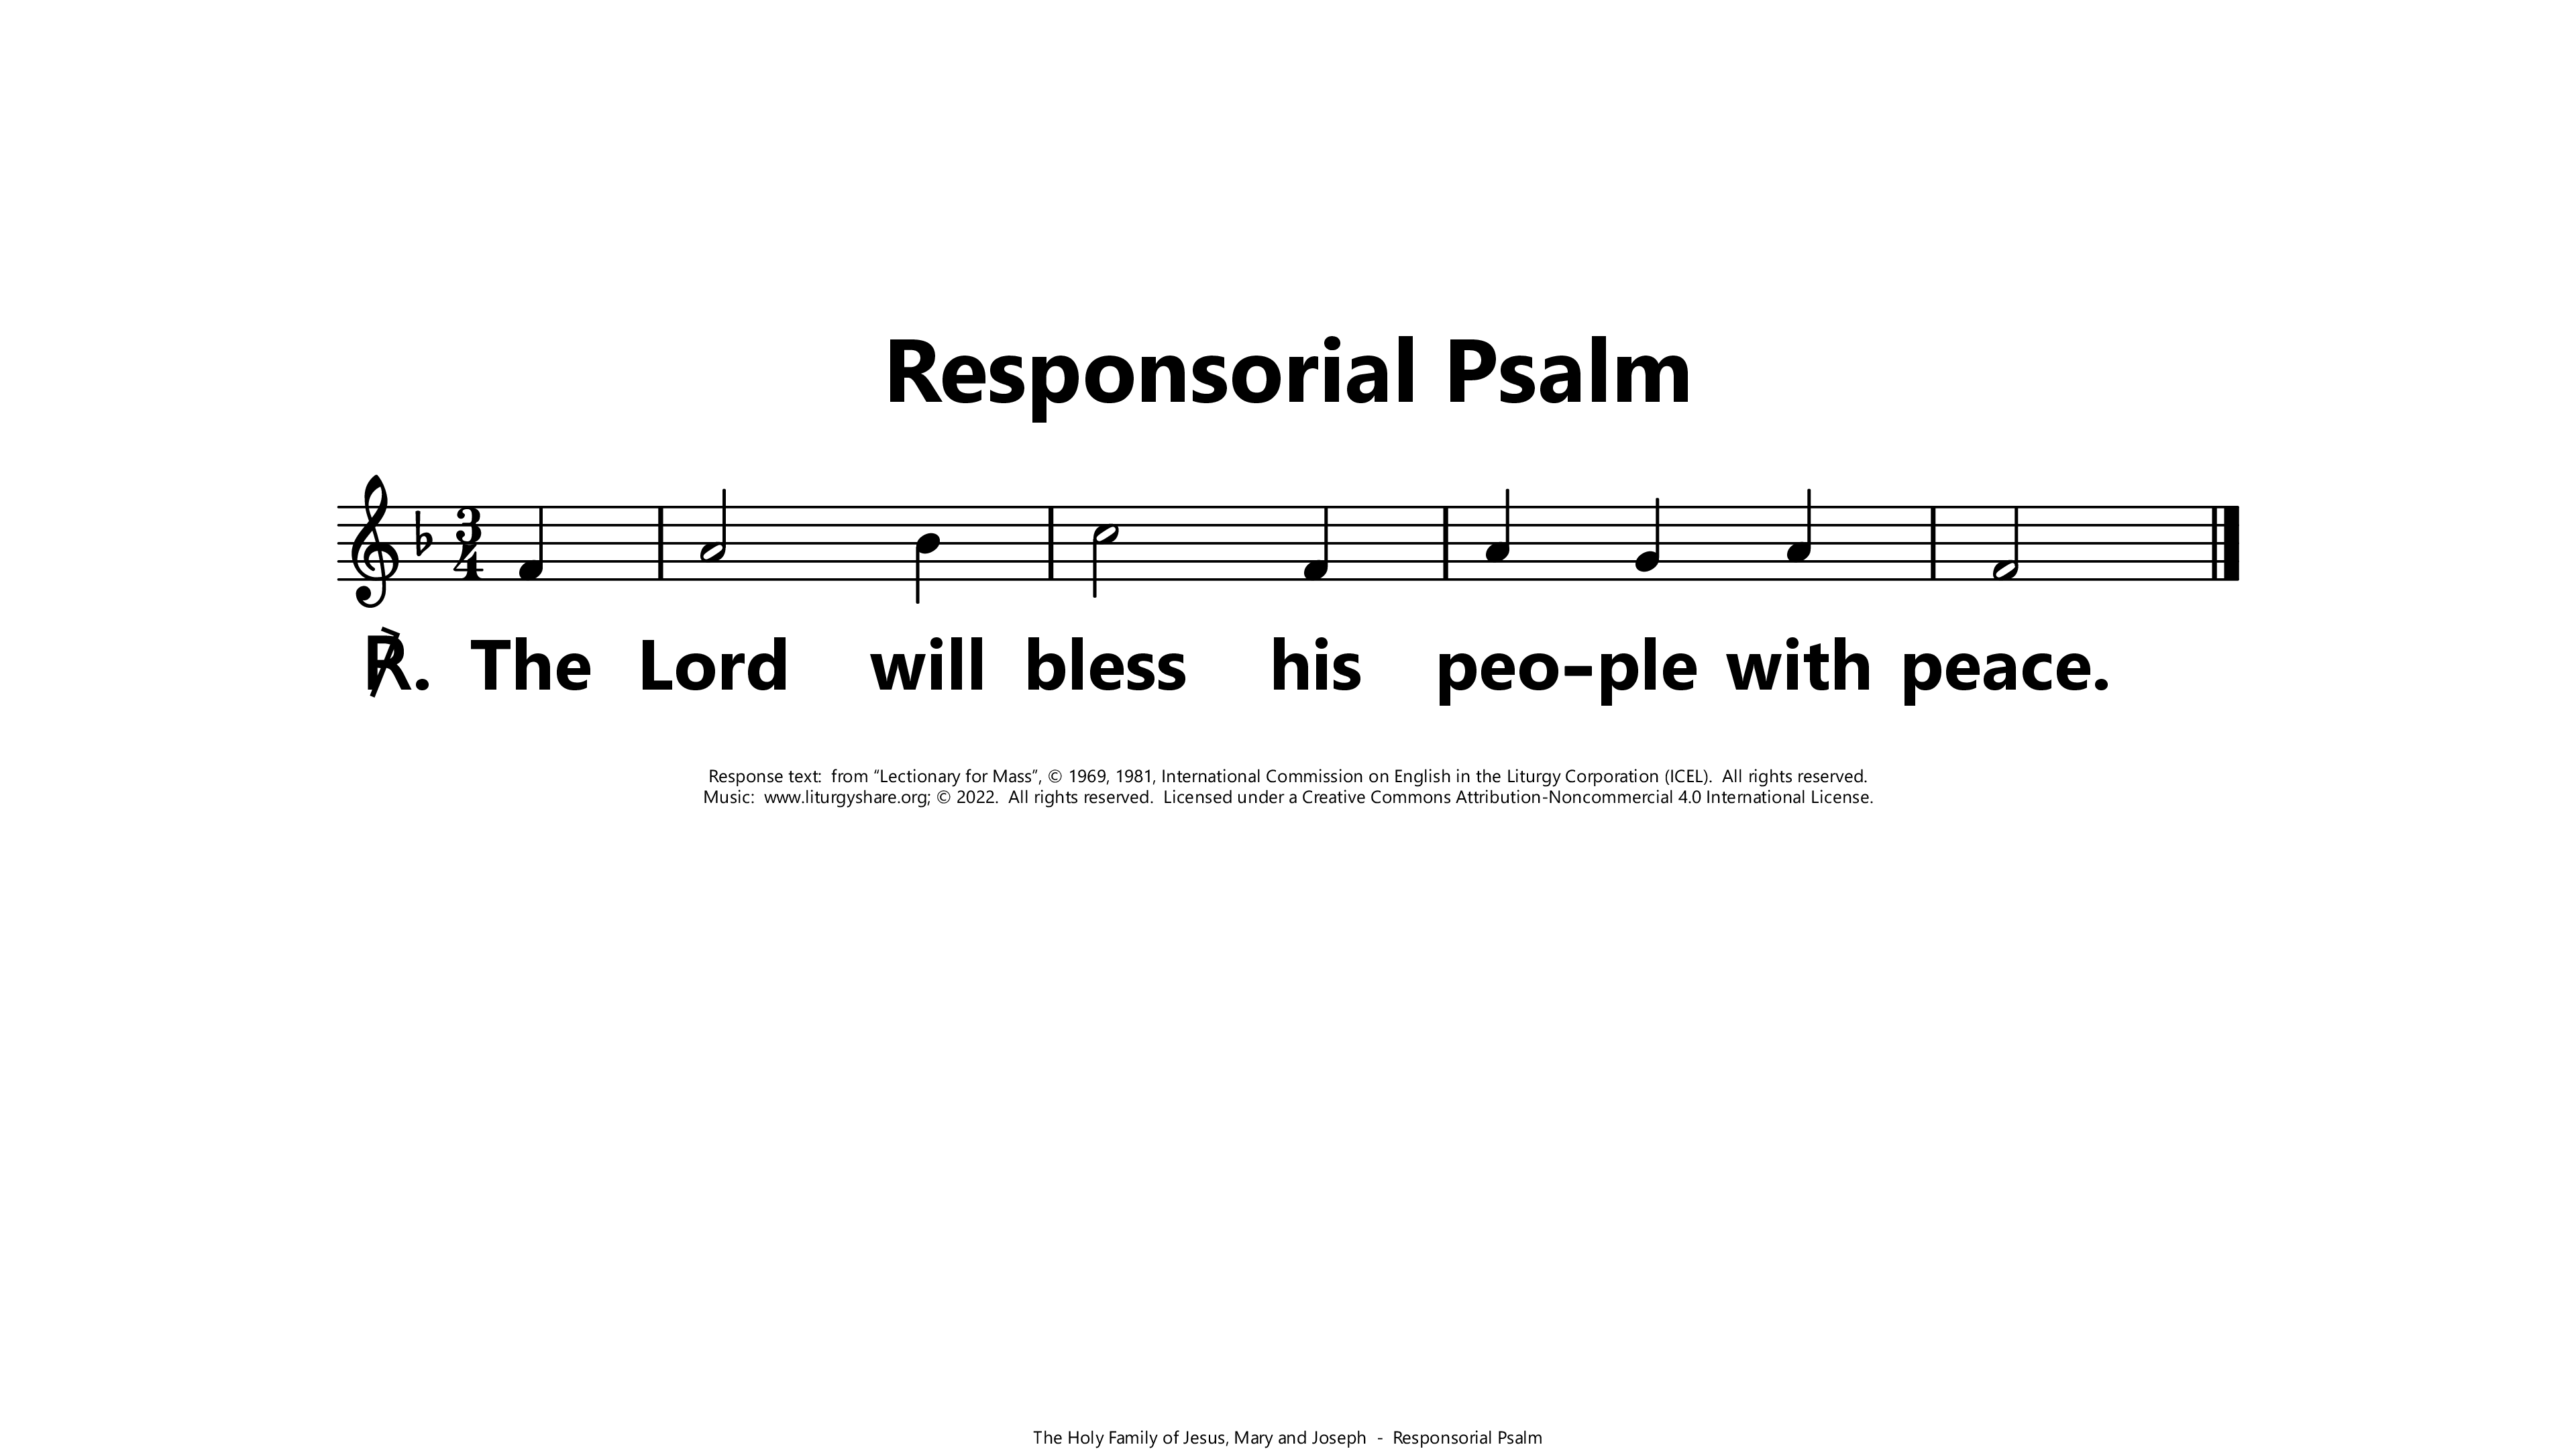 Responsorial Psalm
℟. The Lord will bless his peo-ple with peace.
Response text:  from “Lectionary for Mass”, © 1969, 1981, International Commission on English in the Liturgy Corporation (ICEL).  All rights reserved.
Music:  www.liturgyshare.org; © 2022.  All rights reserved.  Licensed under a Creative Commons Attribution-Noncommercial 4.0 International License.
The Holy Family of Jesus, Mary and Joseph  -  Responsorial Psalm